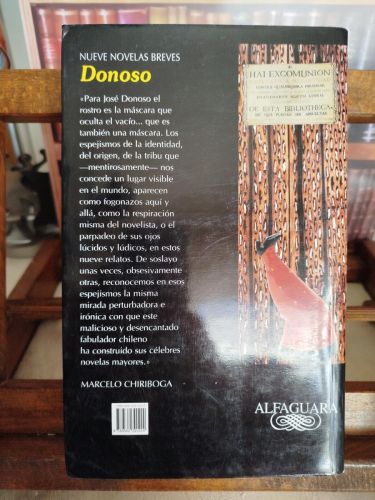 NUEVE NOVELAS BREVES
Donoso
«Para José Donoso el
rostro es la máscara que
oculta el vacío... que es
también una máscara. Los
espejismos de la identidad,
del origen, de la tribu que
—mentirosamente— nos
concede un lugar visible
en el mundo, aparecen
como fogonazos aquí y
allá, como la respiración
misma del novelista, o el
parpadeo de sus ojos
lúcidos y lúdicos, en estos
nueve relatos. De soslayo
unas veces, obsesivamente
otras, reconocemos en esos
espejismos la misma
mirada perturbadora e
irónica con que este
malicioso y desencantado
fabulador chileno
ha construido sus célebres
novelas mayores.»
MARCELO CHIRIBOGA
HAI EXCOMUNION
DE ESTA BIBLIOTHECA
ALFAGUARA